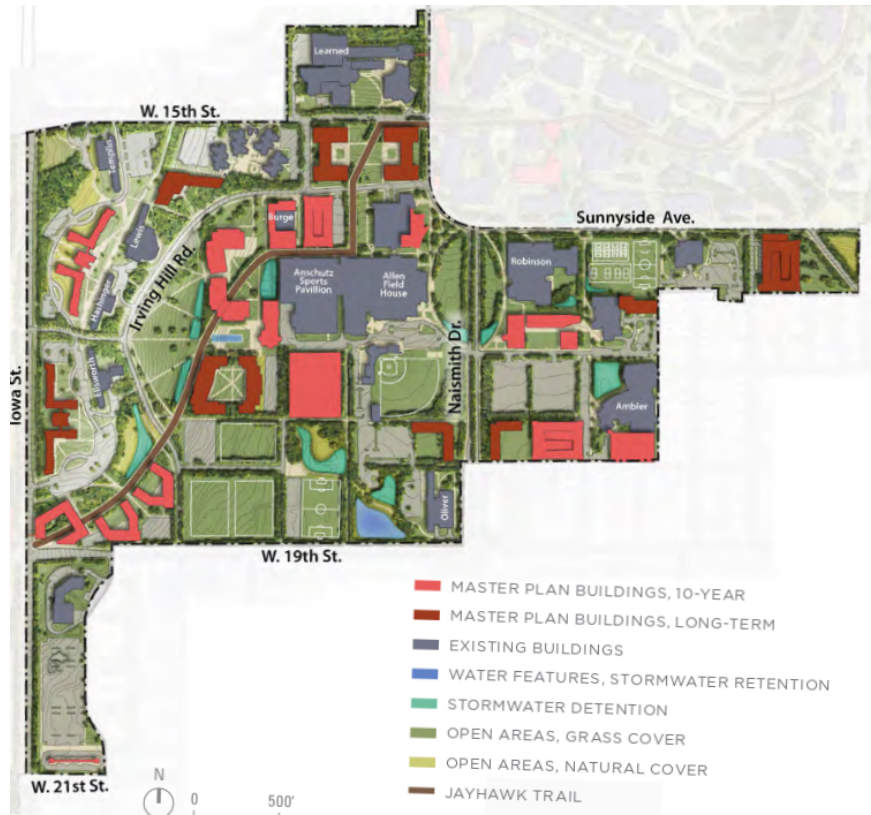 Learned
W. 15th St.
Templin
Burge
Sunnyside Ave.
Lewis
Robinson
Irving Hill Rd.
Anschutz
Sports
Pavilion
Allen
Field
House
Hashinger
Naismith Dr.
Iowa St.
Ellsworth
Ambler
Oliver
W. 19th St.
MASTER PLAN BUILDINGS, 10-YEAR
MASTER PLAN BUILDINGS, LONG-TERM
EXISTING BUILDINGS
WATER FEATURES, STORMWATER RETENTION
STORMWATER DETENTION
OPEN AREAS, GRASS COVER
OPEN AREAS, NATURAL COVER
JAYHAWK TRAIL
W. 21st St.
N
0 500'